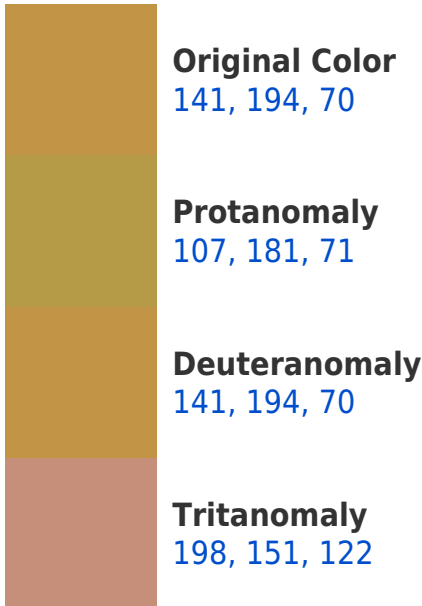 Original Color
141, 194, 70
Protanomaly
107, 181, 71
Deuteranomaly
141, 194, 70
Tritanomaly
198, 151, 122